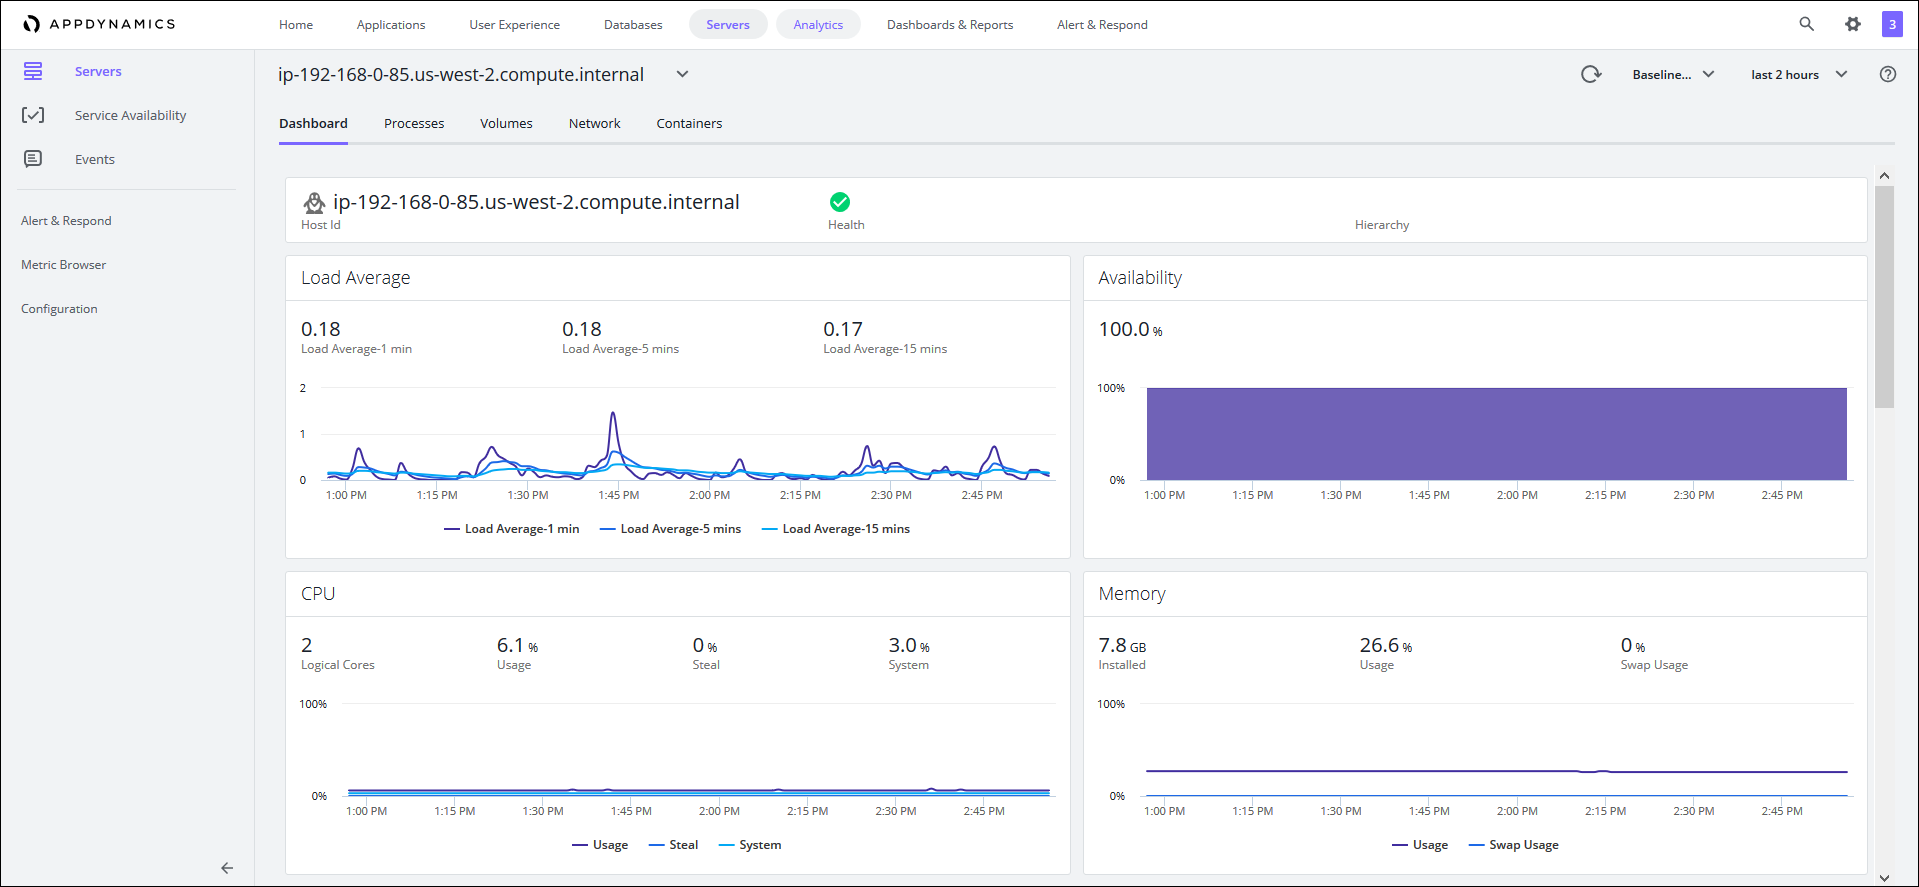 APPDYNAMICS
Home Applications User Experience Databases Servers Analytics Dashboards & Reports Alert & Respond 3
Servers
Service Availability
Events
Alert & Respond
Metric Browser
Configuration
ip-192-168-0-85.us-west-2.compute.internal
Baseline... last 2 hours
Dashboard Processes Volumes Network Containers
ip-192-168-0-85.us-west-2.compute.internal
Host Id Health Hierarchy
Load Average
0.18 0.18 0.17
Load Average-1 min Load Average-5 mins Load Average-15 mins
2
1
0
1:00 PM 1:15 PM 1:30 PM 1:45 PM 2:00 PM 2:15 PM 2:30 PM 2:45 PM
Load Average-1 min Load Average-5 mins Load Average-15 mins
Availability
100.0 %
100%
0%
1:00 PM 1:15 PM 1:30 PM 1:45 PM 2:00 PM 2:15 PM 2:30 PM 2:45 PM
CPU
2 6.1 % 0 % 3.0 %
Logical Cores Usage Steal System
100%
0%
1:00 PM 1:15 PM 1:30 PM 1:45 PM 2:00 PM 2:15 PM 2:30 PM 2:45 PM
Usage Steal System
Memory
7.8 GB 26.6 % 0 %
Installed Usage Swap Usage
100%
0%
1:00 PM 1:15 PM 1:30 PM 1:45 PM 2:00 PM 2:15 PM 2:30 PM 2:45 PM
Usage Swap Usage